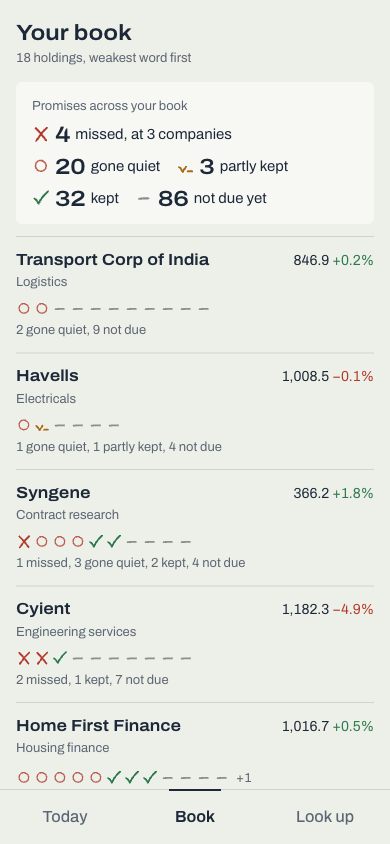 Your book
18 holdings, weakest word first
Promises across your book
4 missed, at 3 companies
20 gone quiet 3 partly kept
32 kept 86 not due yet
Transport Corp of India 846.9 +0.2%
Logistics
2 gone quiet, 9 not due
Havells 1,008.5 −0.1%
Electricals
1 gone quiet, 1 partly kept, 4 not due
Syngene 366.2 +1.8%
Contract research
1 missed, 3 gone quiet, 2 kept, 4 not due
Cyient 1,182.3 −4.9%
Engineering services
2 missed, 1 kept, 7 not due
Home First Finance 1,016.7 +0.5%
Housing finance
+1
Today Book Look up